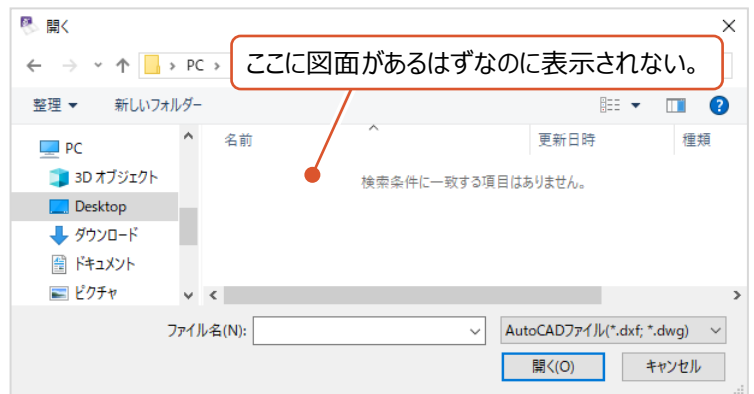 開く
PC
ここに図面があるはずなのに表示されない。
整理 新しいフォルダー
名前 更新日時 種類
検索条件に一致する項目はありません。
PC
3D オブジェクト
Desktop
ダウンロード
ドキュメント
ピクチャ
ファイル名(N): AutoCADファイル(*.dxf; *.dwg)
開く(O) キャンセル